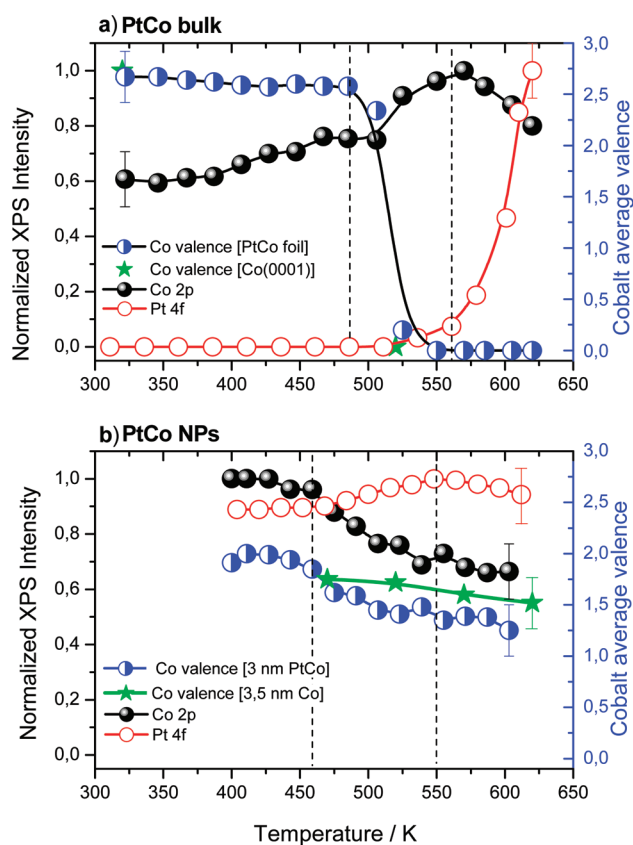 a) PtCo bulk
Normalized XPS Intensity
1,0
0,8
0,6
0,4
0,2
0,0
Co valence [PtCo foil]
Co valence [Co(0001)]
Co 2p
Pt 4f
3,0
2,5
2,0
1,5
1,0
0,5
0,0
Cobalt average valence
300 350 400 450 500 550 600 650
b) PtCo NPs
Normalized XPS Intensity
1,0
0,8
0,6
0,4
0,2
0,0
Co valence [3 nm PtCo]
Co valence [3,5 nm Co]
Co 2p
Pt 4f
3,0
2,5
2,0
1,5
1,0
0,5
0,0
Cobalt average valence
300 350 400 450 500 550 600 650
Temperature / K